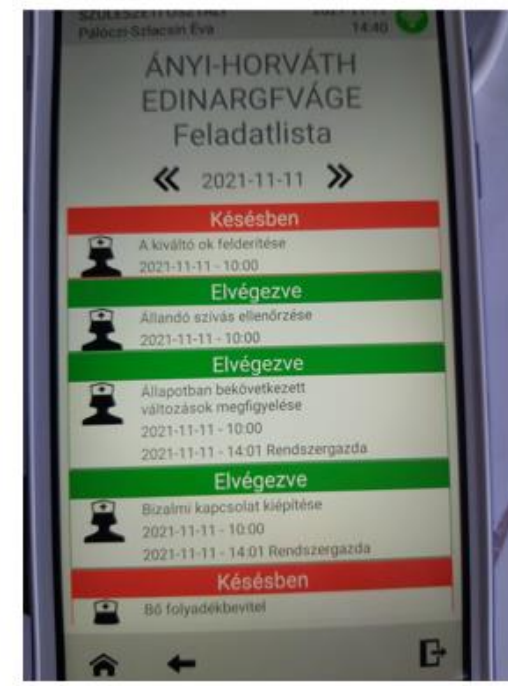 SZÜLÉSZETI OSZTÁLY
Palóczi-Szlacsin Éva
14:40
ÁNYI-HORVÁTH
EDINARGFVÁGE
Feladatlista
2021-11-11
Késésben
A kiváltó ok felderítése
2021-11-11 - 10:00
Elvégezve
Állandó szívás ellenőrzése
2021-11-11 - 10:00
Elvégezve
Állapotban bekövetkezett
változások megfigyelése
2021-11-11 - 10:00
2021-11-11 - 14:01 Rendszergazda
Elvégezve
Bizalmi kapcsolat kiépítése
2021-11-11 - 10:00
2021-11-11 - 14:01 Rendszergazda
Késésben
Bő folyadékbevitel